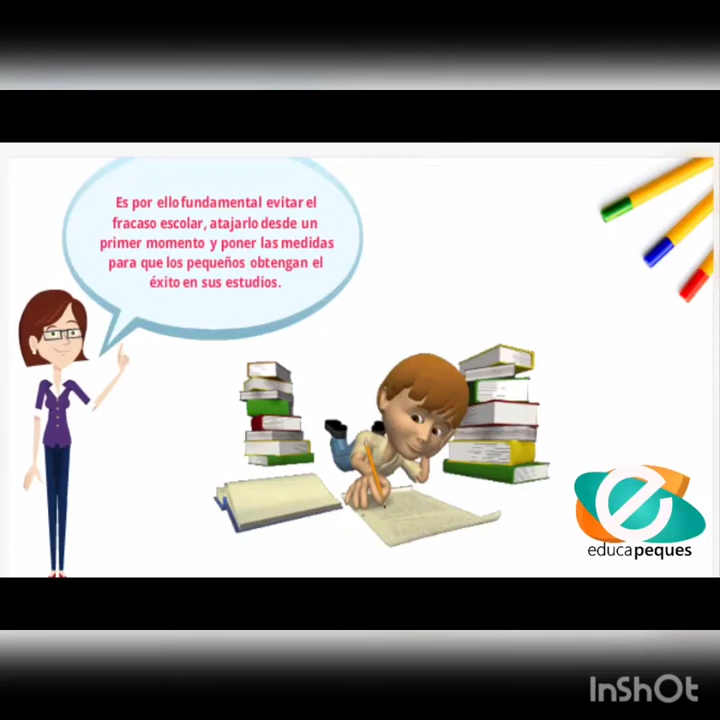 Es por ello fundamental evitar el
fracaso escolar, atajarlo desde un
primer momento y poner las medidas
para que los pequeños obtengan el
éxito en sus estudios.
e
educapeques
InShOt